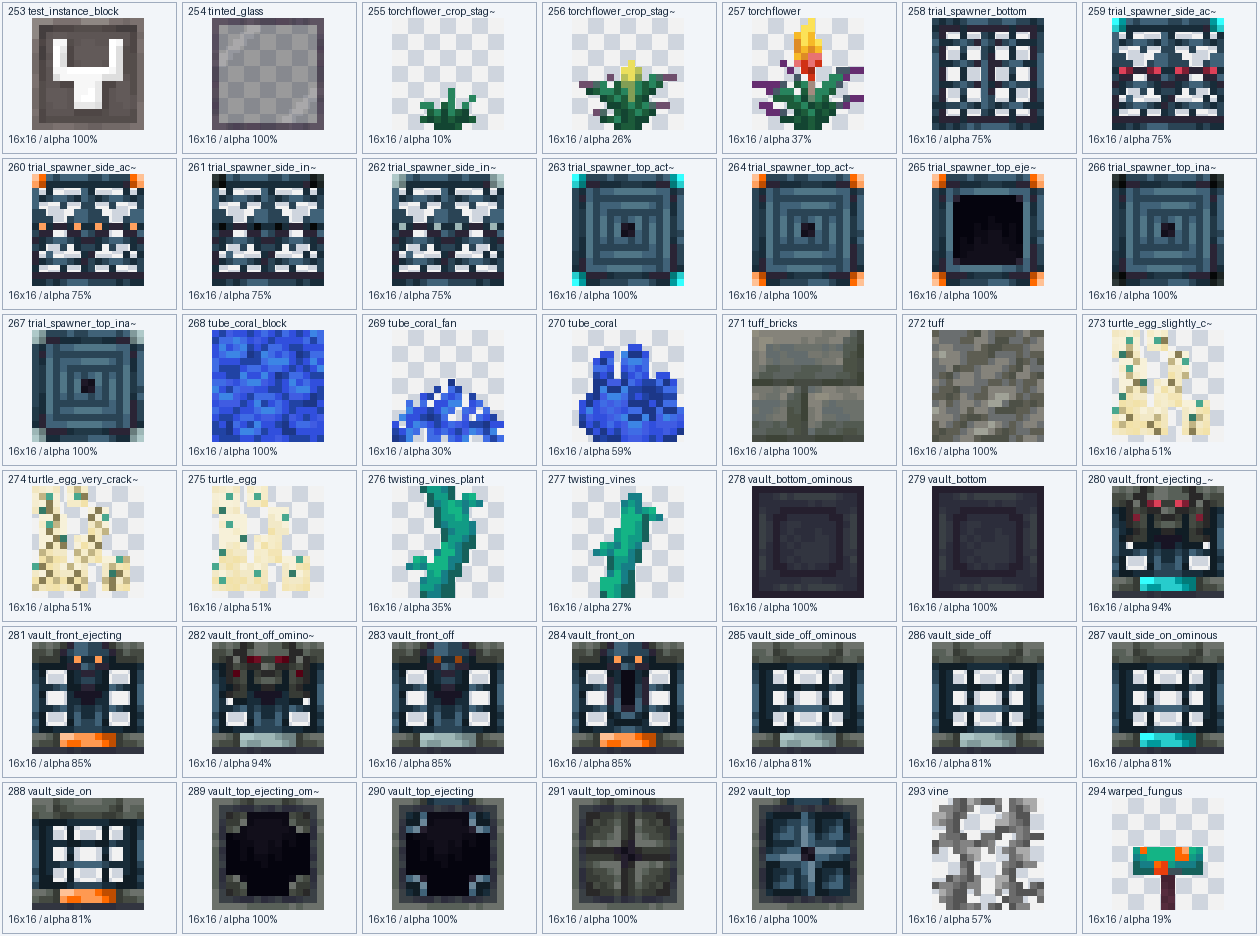 253 test_instance_block
16x16 / alpha 100%
254 tinted_glass
16x16 / alpha 100%
255 torchflower_crop_stag~
16x16 / alpha 10%
256 torchflower_crop_stag~
16x16 / alpha 26%
257 torchflower
16x16 / alpha 37%
258 trial_spawner_bottom
16x16 / alpha 75%
259 trial_spawner_side_ac~
16x16 / alpha 75%
260 trial_spawner_side_ac~
16x16 / alpha 75%
261 trial_spawner_side_in~
16x16 / alpha 75%
262 trial_spawner_side_in~
16x16 / alpha 75%
263 trial_spawner_top_act~
16x16 / alpha 100%
264 trial_spawner_top_act~
16x16 / alpha 100%
265 trial_spawner_top_eje~
16x16 / alpha 100%
266 trial_spawner_top_ina~
16x16 / alpha 100%
267 trial_spawner_top_ina~
16x16 / alpha 100%
268 tube_coral_block
16x16 / alpha 100%
269 tube_coral_fan
16x16 / alpha 30%
270 tube_coral
16x16 / alpha 59%
271 tuff_bricks
16x16 / alpha 100%
272 tuff
16x16 / alpha 100%
273 turtle_egg_slightly_c~
16x16 / alpha 51%
274 turtle_egg_very_crack~
16x16 / alpha 51%
275 turtle_egg
16x16 / alpha 51%
276 twisting_vines_plant
16x16 / alpha 35%
277 twisting_vines
16x16 / alpha 27%
278 vault_bottom_ominous
16x16 / alpha 100%
279 vault_bottom
16x16 / alpha 100%
280 vault_front_ejecting_~
16x16 / alpha 94%
281 vault_front_ejecting
16x16 / alpha 85%
282 vault_front_off_omino~
16x16 / alpha 94%
283 vault_front_off
16x16 / alpha 85%
284 vault_front_on
16x16 / alpha 85%
285 vault_side_off_ominous
16x16 / alpha 81%
286 vault_side_off
16x16 / alpha 81%
287 vault_side_on_ominous
16x16 / alpha 81%
288 vault_side_on
16x16 / alpha 81%
289 vault_top_ejecting_om~
16x16 / alpha 100%
290 vault_top_ejecting
16x16 / alpha 100%
291 vault_top_ominous
16x16 / alpha 100%
292 vault_top
16x16 / alpha 100%
293 vine
16x16 / alpha 57%
294 warped_fungus
16x16 / alpha 19%